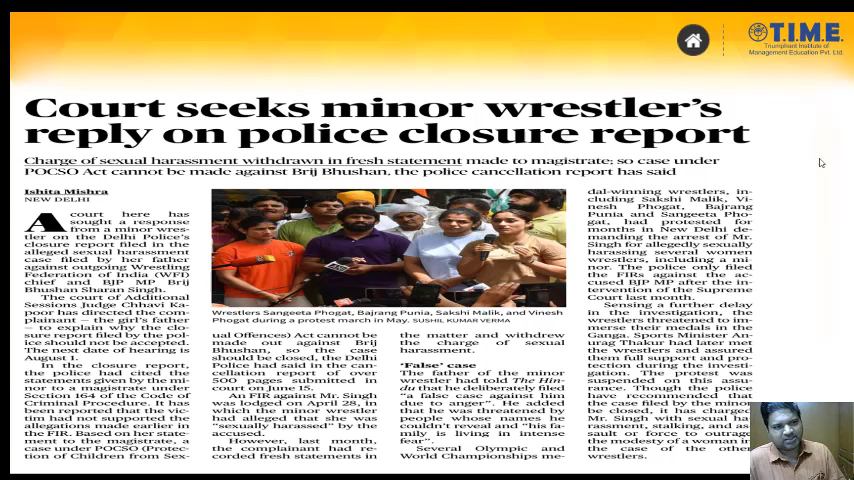 T.I.M.E.
Triumphant Institute of
Management Education Pvt. Ltd.
Court seeks minor wrestler's
reply on police closure report
Charge of sexual harassment withdrawn in fresh statement made to magistrate; so case under
POCSO Act cannot be made against Brij Bhushan, the police cancellation report has said
Ishita Mishra
NEW DELHI
A court here has
sought a response
from a minor wres-
tler on the Delhi Police's
closure report filed in the
alleged sexual harassment
case filed by her father
against outgoing Wrestling
Federation of India (WFI)
chief and BJP MP Brij
Bhushan Sharan Singh.
The court of Additional
Sessions Judge Chhavi Ka-
poor has directed the com-
plainant — the girl's father
— to explain why the clo-
sure report filed by the pol-
ice should not be accepted.
The next date of hearing is
August 1.
In the closure report,
the police had cited the
statements given by the mi-
nor to a magistrate under
Section 164 of the Code of
Criminal Procedure. It has
been reported that the vic-
tim had not supported the
allegations made earlier in
the FIR. Based on her state-
ment to the magistrate, a
case under POCSO (Protec-
tion of Children from Sex-
Wrestlers Sangeeta Phogat, Bajrang Punia, Sakshi Malik, and Vinesh
Phogat during a protest march in May. SUSHIL KUMAR VERMA
ual Offences) Act cannot be
made out against Brij
Bhushan, so the case
should be closed, the Delhi
Police had said in the can-
cellation report of over
500 pages submitted in
court on June 15.
An FIR against Mr. Singh
was lodged on April 28, in
which the minor wrestler
had alleged that she was
"sexually harassed" by the
accused.
However, last month,
the complainant had re-
corded fresh statements in
the matter and withdrew
the charge of sexual
harassment.
'False' case
The father of the minor
wrestler had told The Hin-
du that he deliberately filed
"a false case against him
due to anger". He added
that he was threatened by
people whose names he
couldn't reveal and "his fa-
mily is living in intense
fear".
Several Olympic and
World Championships me-
dal-winning wrestlers, in-
cluding Sakshi Malik, Vi-
nesh Phogat, Bajrang
Punia and Sangeeta Pho-
gat, had protested for
months in New Delhi de-
manding the arrest of Mr.
Singh for allegedly sexually
harassing several women
wrestlers, including a mi-
nor. The police only filed
the FIRs against the ac-
cused BJP MP after the in-
tervention of the Supreme
Court last month.
Sensing a further delay
in the investigation, the
wrestlers threatened to im-
merse their medals in the
Ganga. Sports Minister An-
urag Thakur had later met
the wrestlers and assured
them full support and pro-
tection during the investi-
gation. The protest was
suspended on this assu-
rance. Though the police
have recommended that
the case filed by the minor
be closed, it has charged
Mr. Singh with sexual ha-
rassment, stalking, and as-
sault or force to outrage
the modesty of a woman in
the case of the other
wrestlers.